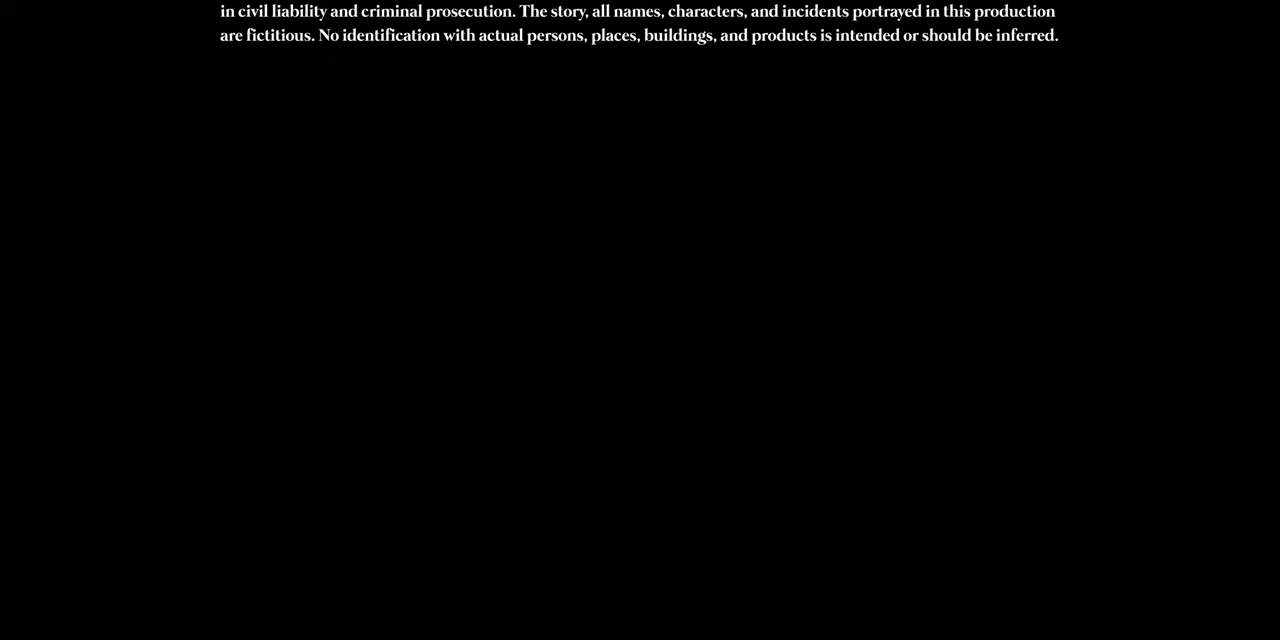 in civil liability and criminal prosecution. The story, all names, characters, and incidents portrayed in this production
are fictitious. No identification with actual persons, places, buildings, and products is intended or should be inferred.